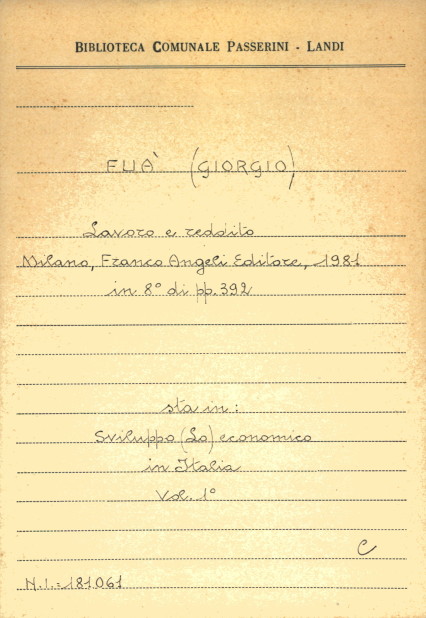 BIBLIOTECA COMUNALE PASSERINI - LANDI
FUA' (GIORGIO)
Lavoro e reddito
Milano, Franco Angeli Editore, 1981
in 8° di pp. 392
sta in:
Sviluppo (Lo) economico
in Italia
Vol. 1°
C
N.I. = 181061